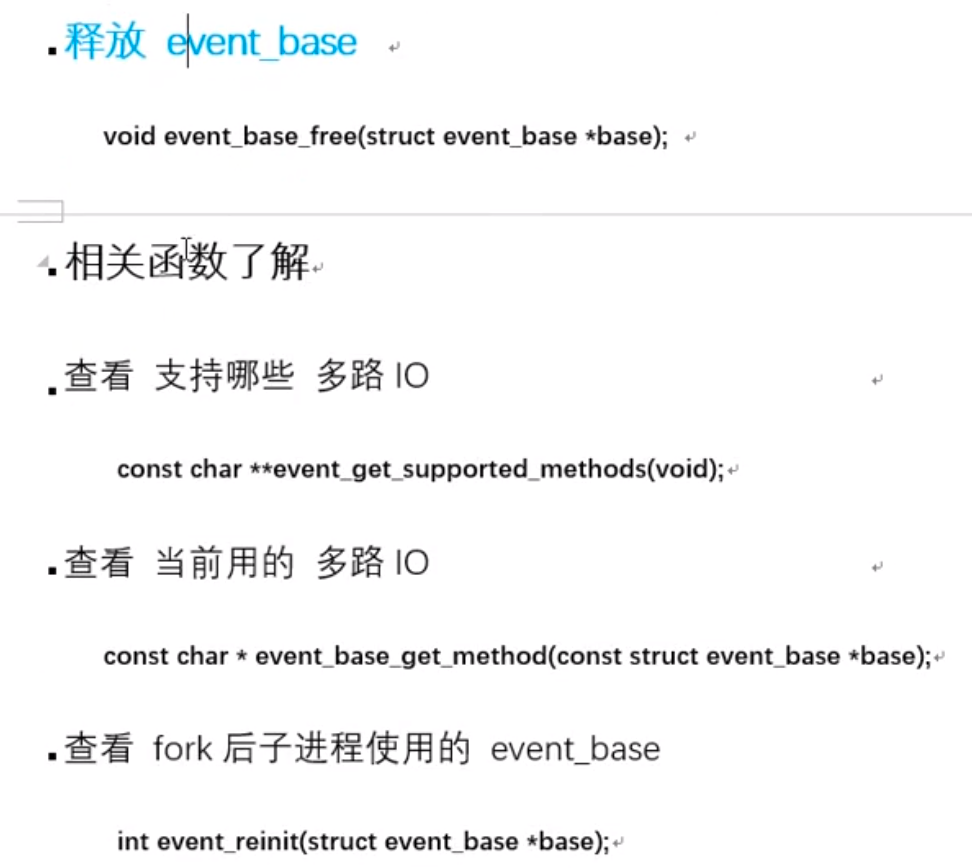 释放 event_base
void event_base_free(struct event_base *base);
相关函数了解
查看 支持哪些 多路 IO
const char **event_get_supported_methods(void);
查看 当前用的 多路 IO
const char * event_base_get_method(const struct event_base *base);
查看 fork 后子进程使用的 event_base
int event_reinit(struct event_base *base);